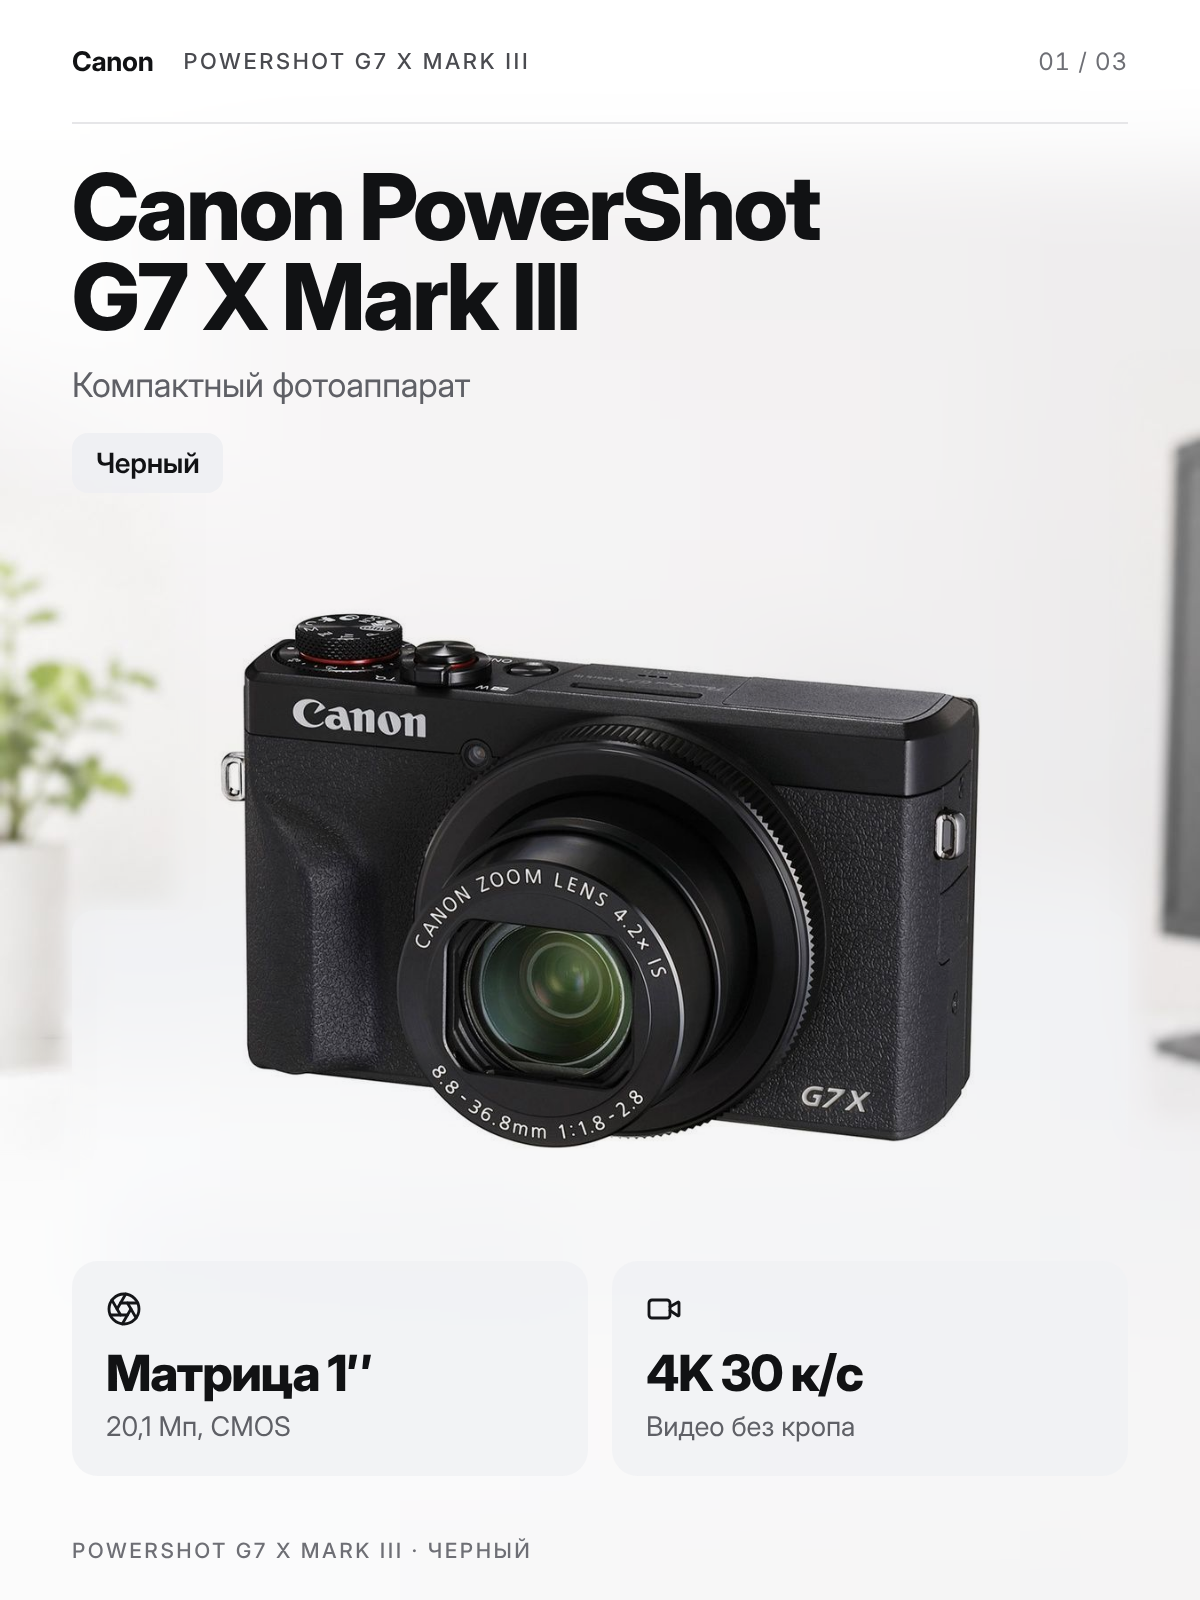 Canon POWERSHOT G7 X MARK III 01 / 03
Canon PowerShot
G7 X Mark III
Компактный фотоаппарат
Черный
Canon
CANON ZOOM LENS 4.2x IS
8.8-36.8mm 1:1.8-2.8
G7X
Матрица 1″
20,1 Мп, CMOS
4K 30 к/с
Видео без кропа
POWERSHOT G7 X MARK III · ЧЕРНЫЙ